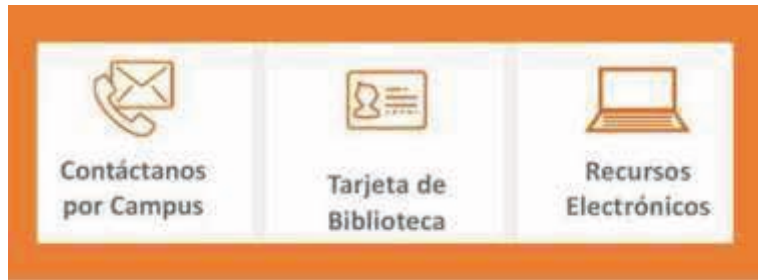 Contáctanos
por Campus
Tarjeta de
Biblioteca
Recursos
Electrónicos